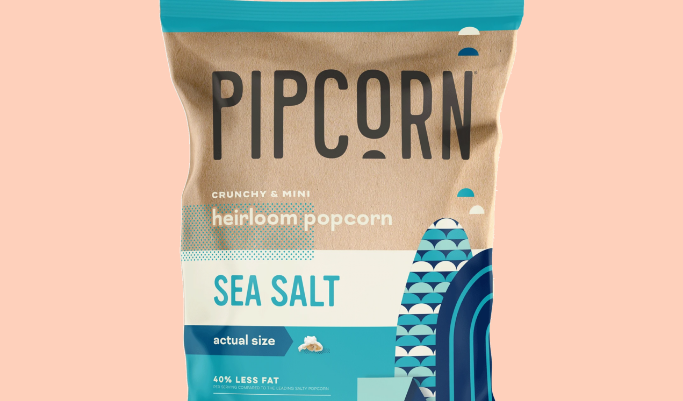 PIPCORN
CRUNCHY & MINI
heirloom popcorn
SEA SALT
actual size
40% LESS FAT